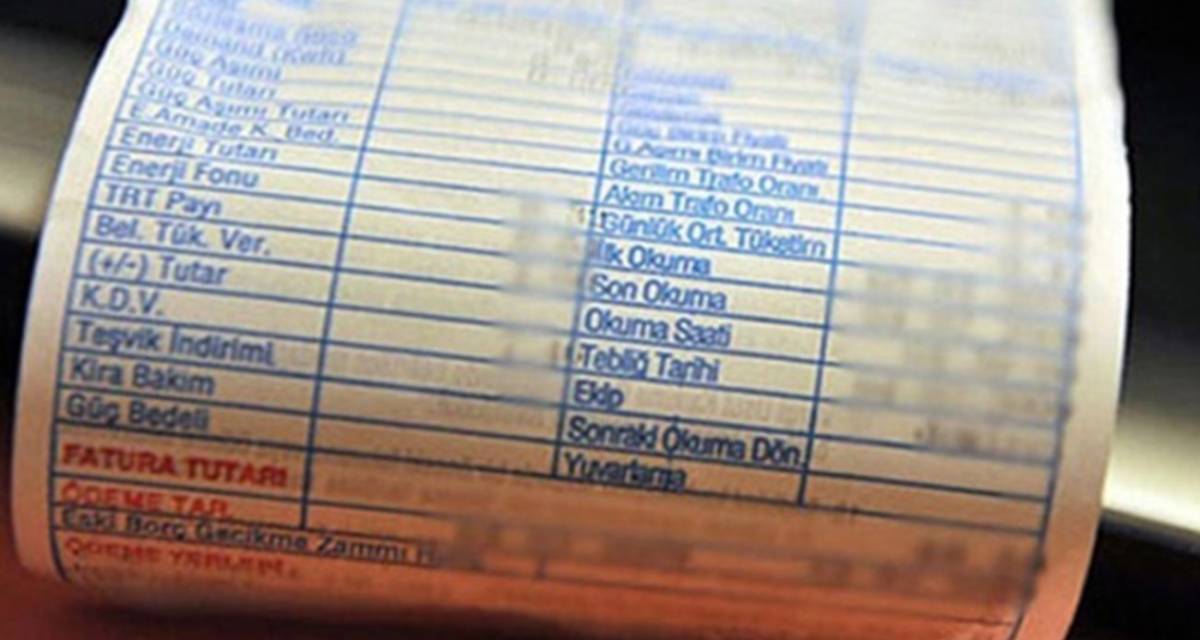 Güç Aşımı
Güç Tutarı
Güç Aşımı Tutarı
E. Amade K. Bed.
Enerji Tutarı
Enerji Fonu
TRT Payı
Bel. Tük. Ver.
(+/-) Tutar
K.D.V.
Teşvik İndirimi
Kira Bakım
Güç Bedeli
FATURA TUTARI
ÖDEME TAR.
Eski Borç Gecikme Zammı H
ÖDEME YERLERİ
Güç Birim Fiyatı
G.Aşımı Birim Fiyatı
Gerilim Trafo Oranı
Akım Trafo Oranı
Günlük Ort. Tüketim
İlk Okuma
Son Okuma
Okuma Saati
Tebliğ Tarihi
Ekip
Sonraki Okuma Dön.
Yuvarlama